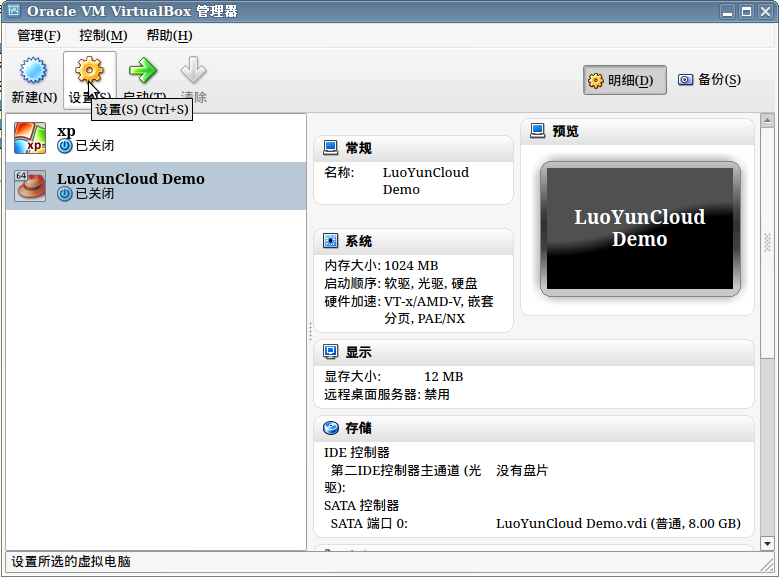 Oracle VM VirtualBox 管理器
管理(F) 控制(M) 帮助(H)
新建(N) 设置(S) 启动(T) 清除
明细(D) 备份(S)
设置(S) (Ctrl+S)
xp
xp
已关闭
64
LuoYunCloud Demo
已关闭
常规
名称: LuoYunCloud
Demo
预览
LuoYunCloud
Demo
系统
内存大小: 1024 MB
启动顺序: 软驱, 光驱, 硬盘
硬件加速: VT-x/AMD-V, 嵌套
分页, PAE/NX
显示
显存大小: 12 MB
远程桌面服务器: 禁用
存储
IDE 控制器
第二IDE控制器主通道 (光 没有盘片
驱):
SATA 控制器
SATA 端口 0: LuoYunCloud Demo.vdi (普通, 8.00 GB)
设置所选的虚拟电脑